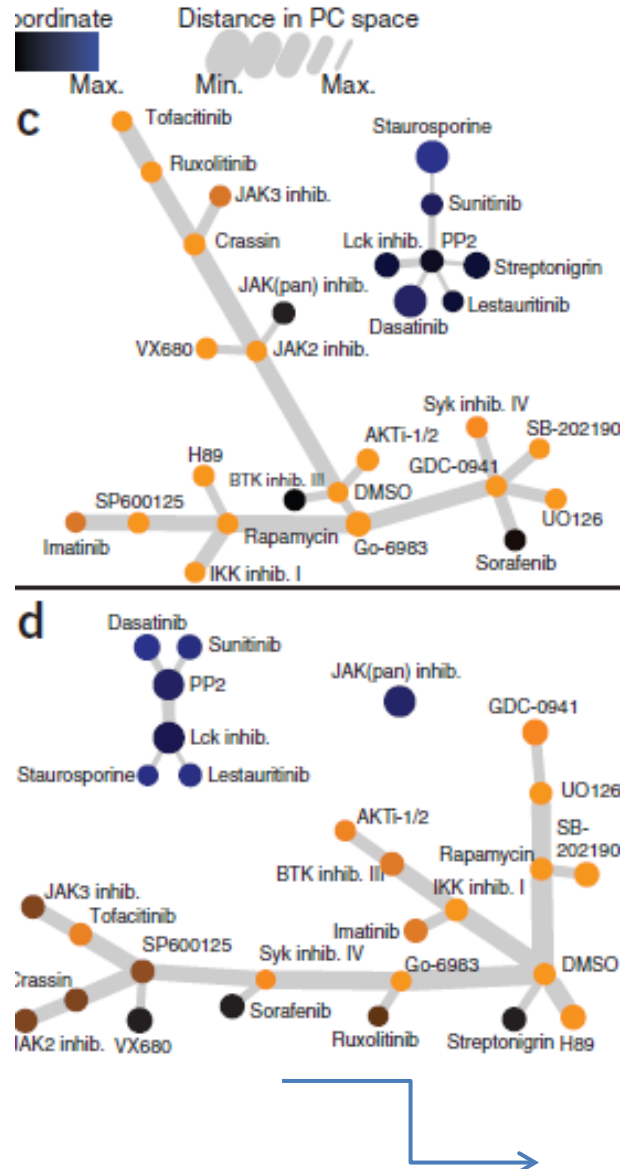 oordinate Distance in PC space
Max. Min. Max.
c
Tofacitinib
Staurosporine
Ruxolitinib
JAK3 inhib.
Sunitinib
Crassin
Lck inhib. PP2
Streptonigrin
JAK(pan) inhib.
Lestauritinib
Dasatinib
VX680
JAK2 inhib.
Syk inhib. IV
SB-202190
AKTi-1/2
H89
GDC-0941
BTK inhib. III
DMSO
SP600125
UO126
Imatinib
Rapamycin
Go-6983
Sorafenib
IKK inhib. I
d
Dasatinib
Sunitinib
JAK(pan) inhib.
PP2
GDC-0941
Lck inhib.
Staurosporine
Lestauritinib
UO126
AKTi-1/2
SB-
202190
Rapamycin
BTK inhib. III
IKK inhib. I
JAK3 inhib.
Tofacitinib
Imatinib
SP600125
Syk inhib. IV
Go-6983
DMSO
Crassin
Sorafenib
JAK2 inhib.
VX680
Ruxolitinib
Streptonigrin
H89